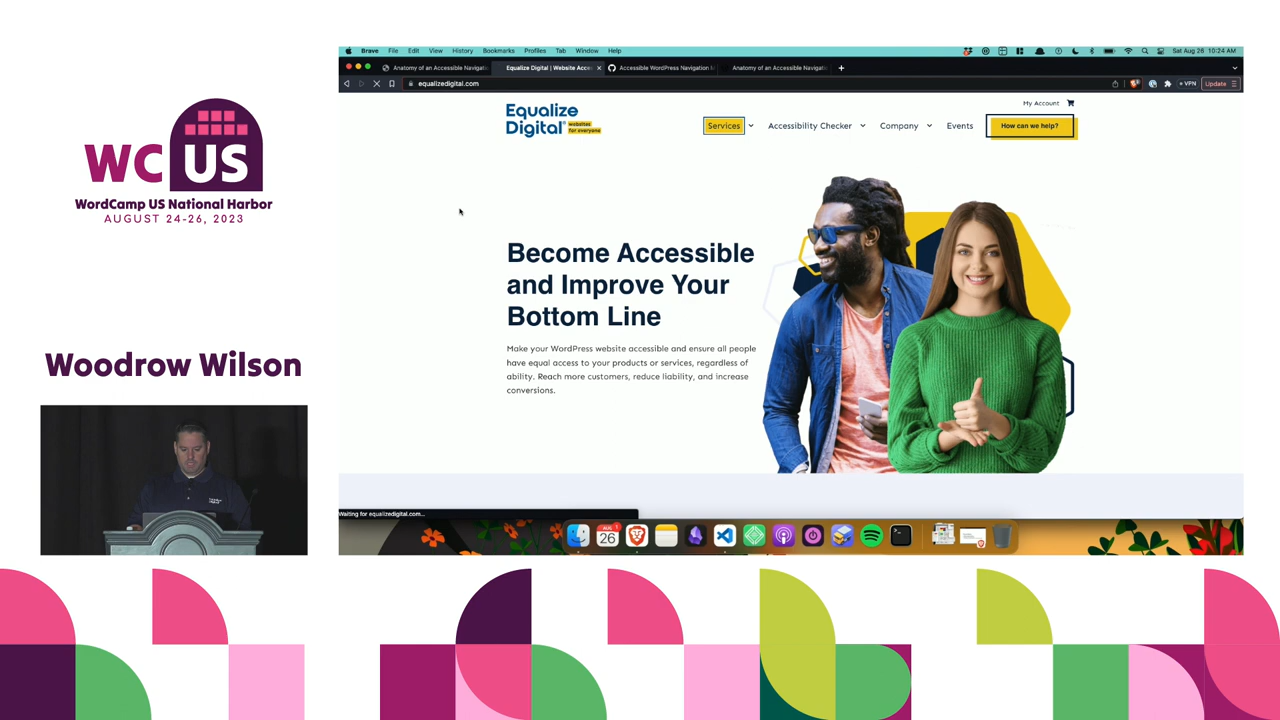 WC US
WordCamp US National Harbor
AUGUST 24-26, 2023
Woodrow Wilson
Brave File Edit View History Bookmarks Profiles Tab Window Help
Sat Aug 26 10:24 AM
Anatomy of an Accessible Navigati
Equalize Digital | Website Acces
Accessible WordPress Navigation M
Anatomy of an Accessible Navigati
equalizedigital.com
VPN
Update
My Account
Equalize
Digital
websites
for everyone
Services
Accessibility Checker
Company
Events
How can we help?
Become Accessible
and Improve Your
Bottom Line
Make your WordPress website accessible and ensure all people
have equal access to your products or services, regardless of
ability. Reach more customers, reduce liability, and increase
conversions.
Waiting for equalizedigital.com...
AUG
26